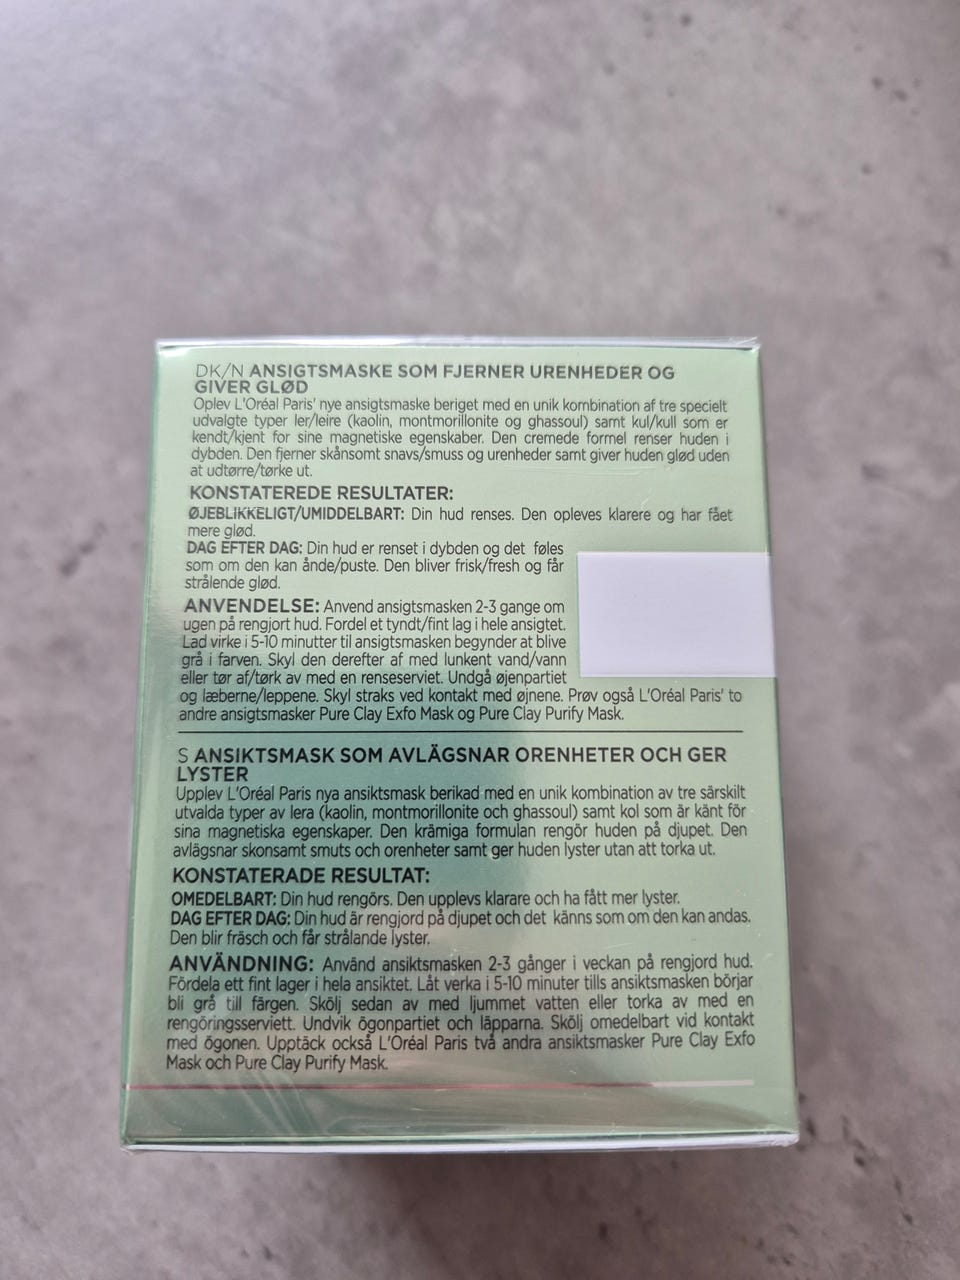 DK/N ANSIGTSMASKE SOM FJERNER URENHEDER OG
GIVER GLØD
Oplev L'Oréal Paris' nye ansigtsmaske beriget med en unik kombination af tre specielt
udvalgte typer ler/leire (kaolin, montmorillonite og ghassoul) samt kul/kull som er
kendt/kjent for sine magnetiske egenskaber. Den cremede formel renser huden i
dybden. Den fjerner skånsomt snavs/smuss og urenheder samt giver huden glød uden
at udtørre/tørke ut.
KONSTATEREDE RESULTATER:
ØJEBLIKKELIGT/UMIDDELBART: Din hud renses. Den opleves klarere og har fået
mere glød.
DAG EFTER DAG: Din hud er renset i dybden og det føles
som om den kan ånde/puste. Den bliver frisk/fresh og får
strålende glød.
ANVENDELSE: Anvend ansigtsmasken 2-3 gange om
ugen på rengjort hud. Fordel et tyndt/fint lag i hele ansigtet.
Lad virke i 5-10 minutter til ansigtsmasken begynder at blive
grå i farven. Skyl den derefter af med lunkent vand/vann
eller tør af/tørk av med en renseserviet. Undgå øjenpartiet
og læberne/leppene. Skyl straks ved kontakt med øjnene. Prøv også L'Oréal Paris' to
andre ansigtsmasker Pure Clay Exfo Mask og Pure Clay Purify Mask.
S ANSIKTSMASK SOM AVLÄGSNAR ORENHETER OCH GER
LYSTER
Upplev L'Oréal Paris nya ansiktsmask berikad med en unik kombination av tre särskilt
utvalda typer av lera (kaolin, montmorillonite och ghassoul) samt kol som är känt för
sina magnetiska egenskaper. Den krämiga formulan rengör huden på djupet. Den
avlägsnar skonsamt smuts och orenheter samt ger huden lyster utan att torka ut.
KONSTATERADE RESULTAT:
OMEDELBART: Din hud rengörs. Den upplevs klarare och ha fått mer lyster.
DAG EFTER DAG: Din hud är rengjord på djupet och det känns som om den kan andas.
Den blir fräsch och får strålande lyster.
ANVÄNDNING: Använd ansiktsmasken 2-3 gånger i veckan på rengjord hud.
Fördela ett fint lager i hela ansiktet. Låt verka i 5-10 minuter tills ansiktsmasken börjar
bli grå till färgen. Skölj sedan av med ljummet vatten eller torka av med en
rengöringsserviett. Undvik ögonpartiet och läpparna. Skölj omedelbart vid kontakt
med ögonen. Upptäck också L'Oréal Paris två andra ansiktsmasker Pure Clay Exfo
Mask och Pure Clay Purify Mask.